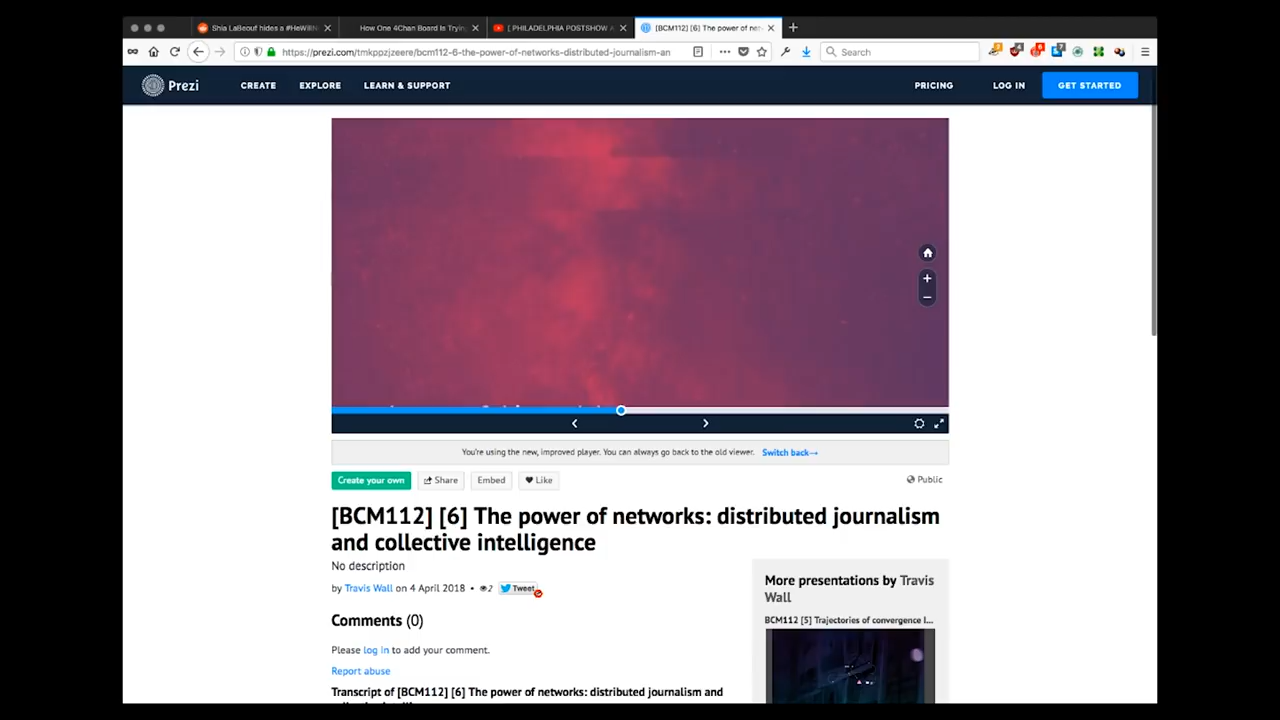 Shia LaBeouf hides a #HeWillN
How One 4Chan Board Is Tryin
[ PHILADELPHIA POSTSHOW A
[BCM112] [6] The power of net
https://prezi.com/tmkppzjzeere/bcm112-6-the-power-of-networks-distributed-journalism-an
Search
Prezi
CREATE
EXPLORE
LEARN & SUPPORT
PRICING
LOG IN
GET STARTED
You're using the new, improved player. You can always go back to the old viewer. Switch back→
Create your own
Share
Embed
Like
Public
[BCM112] [6] The power of networks: distributed journalism
and collective intelligence
No description
by Travis Wall on 4 April 2018 • 2 Tweet
More presentations by Travis
Wall
Comments (0)
BCM112 [5] Trajectories of convergence I...
Please log in to add your comment.
Report abuse
Transcript of [BCM112] [6] The power of networks: distributed journalism and